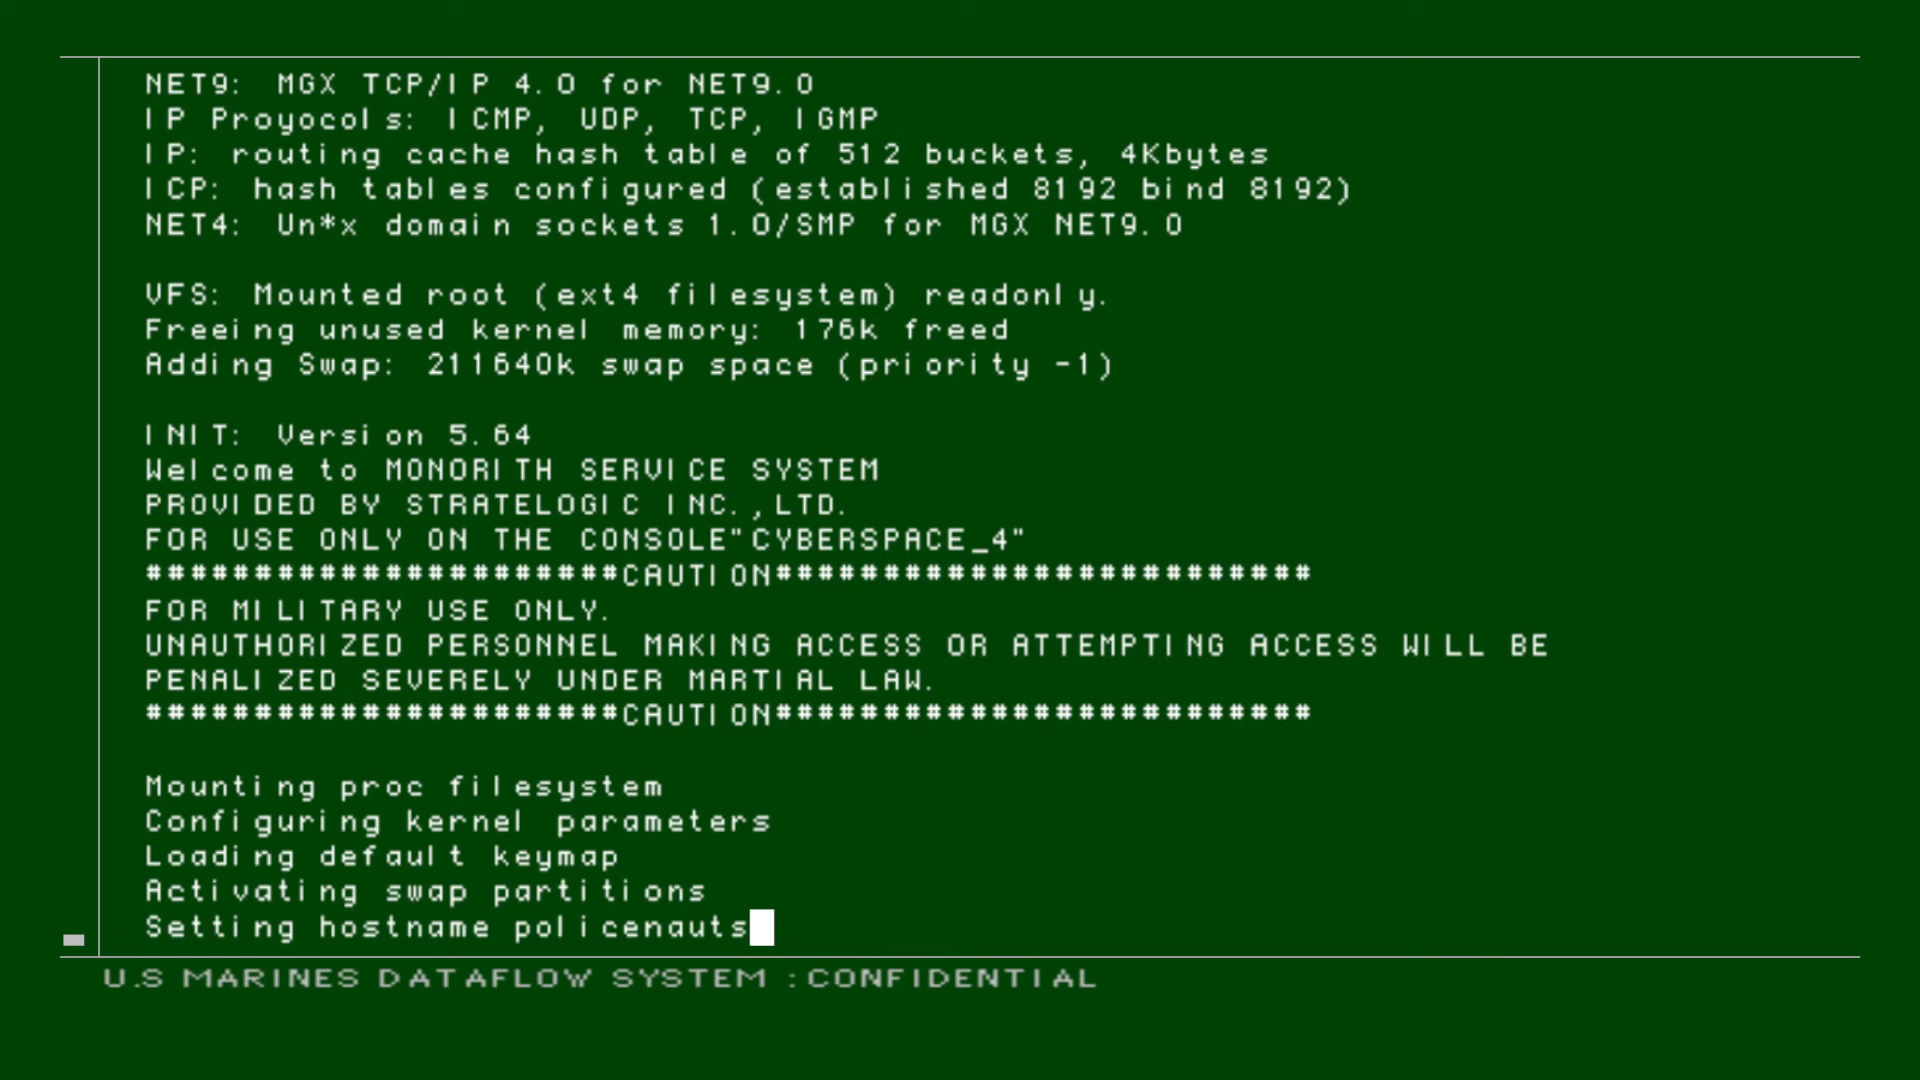 NET9: MGX TCP/IP 4.0 for NET9.0
IP Proyocols: ICMP, UDP, TCP, IGMP
IP: routing cache hash table of 512 buckets, 4Kbytes
ICP: hash tables configured (established 8192 bind 8192)
NET4: Un*x domain sockets 1.0/SMP for MGX NET9.0
VFS: Mounted root (ext4 filesystem) readonly.
Freeing unused kernel memory: 176k freed
Adding Swap: 211640k swap space (priority -1)
INIT: Version 5.64
Welcome to MONORITH SERVICE SYSTEM
PROVIDED BY STRATELOGIC INC.,LTD.
FOR USE ONLY ON THE CONSOLE"CYBERSPACE_4"
######################CAUTION#########################
FOR MILITARY USE ONLY.
UNAUTHORIZED PERSONNEL MAKING ACCESS OR ATTEMPTING ACCESS WILL BE
PENALIZED SEVERELY UNDER MARTIAL LAW.
######################CAUTION#########################
Mounting proc filesystem
Configuring kernel parameters
Loading default keymap
Activating swap partitions
Setting hostname policenauts
U.S MARINES DATAFLOW SYSTEM :CONFIDENTIAL